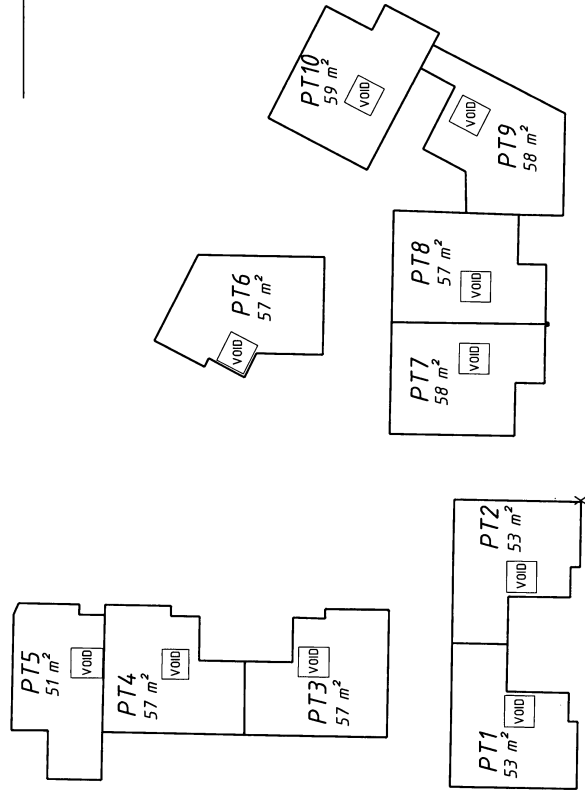 PT10
59 m²
VOID
VOID
PT9
58 m²
PT8
57 m²
VOID
PT6
57 m²
VOID
PT7
58 m²
VOID
PT2
53 m²
VOID
PT5
51 m²
VOID
PT4
57 m²
VOID
PT3
57 m²
VOID
PT1
53 m²
VOID